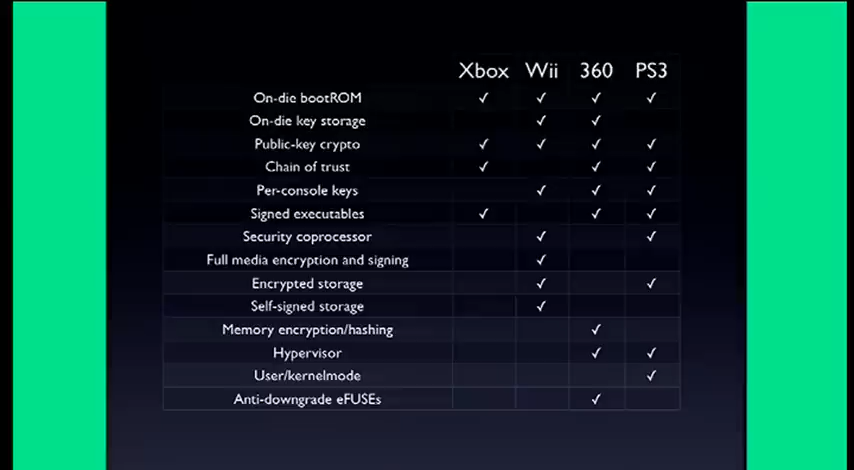 Xbox Wii 360 PS3
On-die bootROM ✓ ✓ ✓ ✓
On-die key storage ✓ ✓
Public-key crypto ✓ ✓ ✓ ✓
Chain of trust ✓ ✓ ✓
Per-console keys ✓ ✓ ✓
Signed executables ✓ ✓ ✓
Security coprocessor ✓ ✓
Full media encryption and signing ✓
Encrypted storage ✓ ✓
Self-signed storage ✓
Memory encryption/hashing ✓
Hypervisor ✓ ✓
User/kernelmode ✓
Anti-downgrade eFUSEs ✓